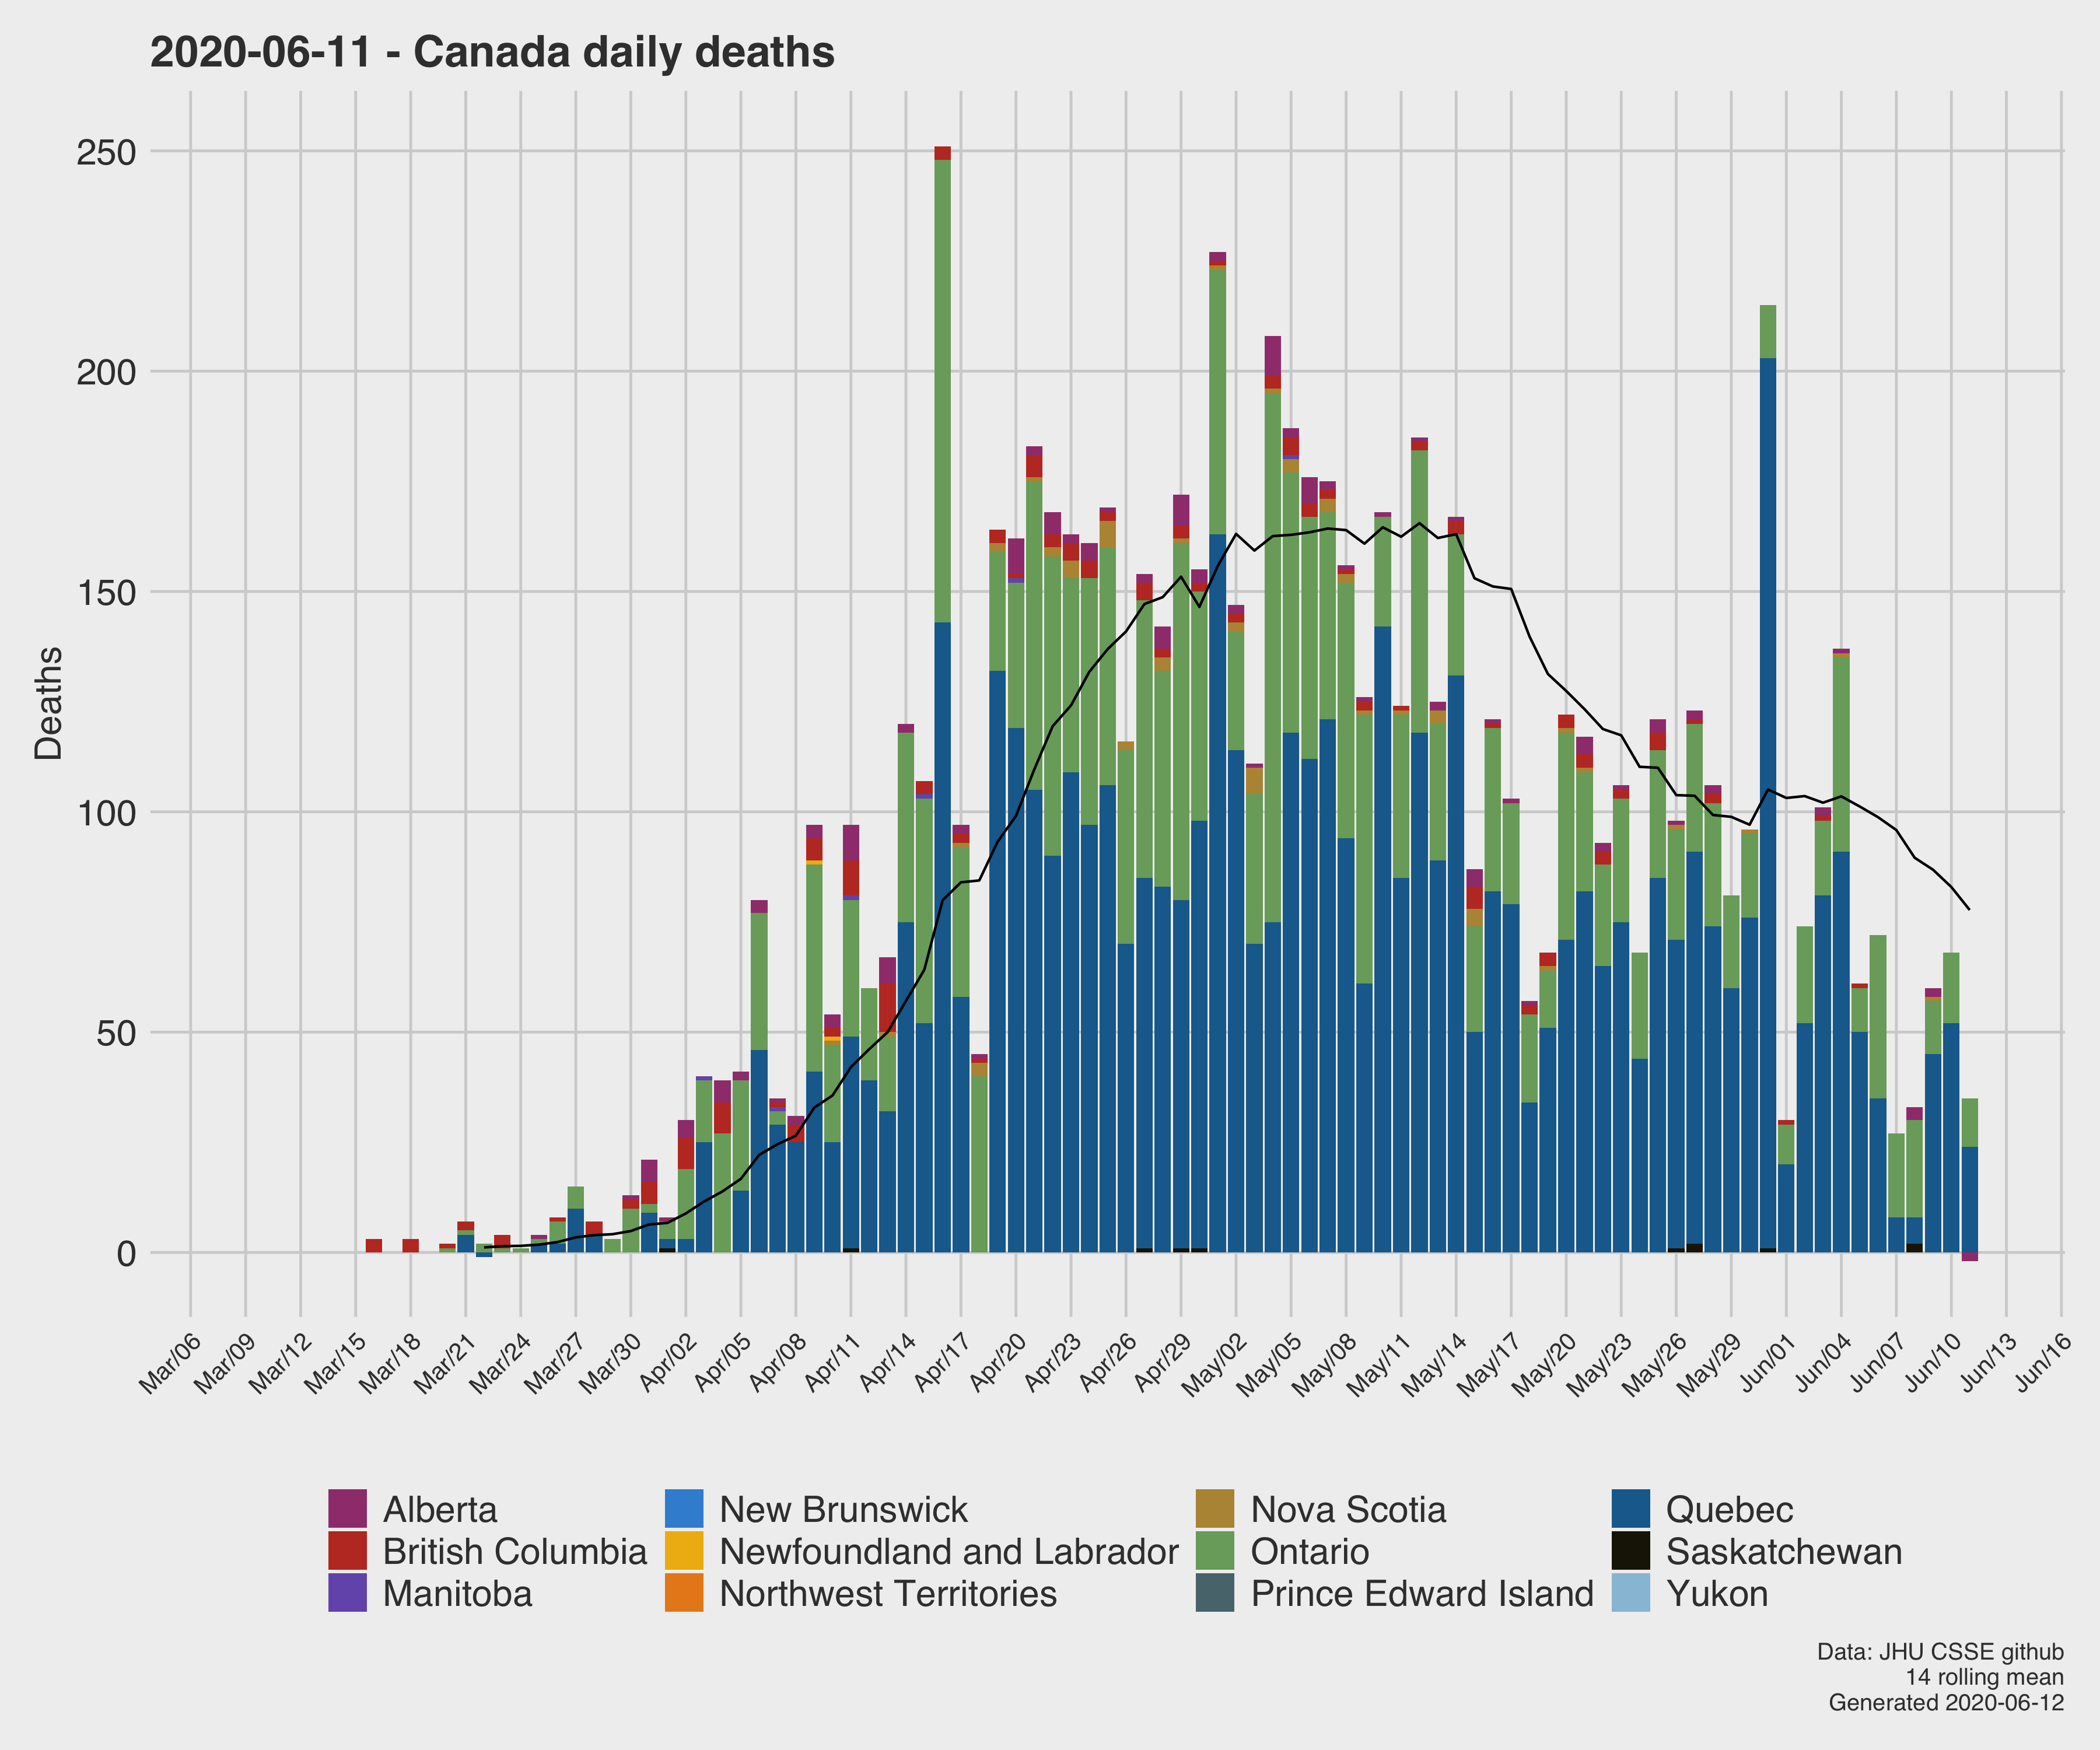 2020-06-11 - Canada daily deaths
250
200
150
100
50
0
Deaths
Mar/06 Mar/09 Mar/12 Mar/15 Mar/18 Mar/21 Mar/24 Mar/27 Mar/30 Apr/02 Apr/05 Apr/08 Apr/11 Apr/14 Apr/17 Apr/20 Apr/23 Apr/26 Apr/29 May/02 May/05 May/08 May/11 May/14 May/17 May/20 May/23 May/26 May/29 Jun/01 Jun/04 Jun/07 Jun/10 Jun/13 Jun/16
Alberta New Brunswick Nova Scotia Quebec
British Columbia Newfoundland and Labrador Ontario Saskatchewan
Manitoba Northwest Territories Prince Edward Island Yukon
Data: JHU CSSE github
14 rolling mean
Generated 2020-06-12